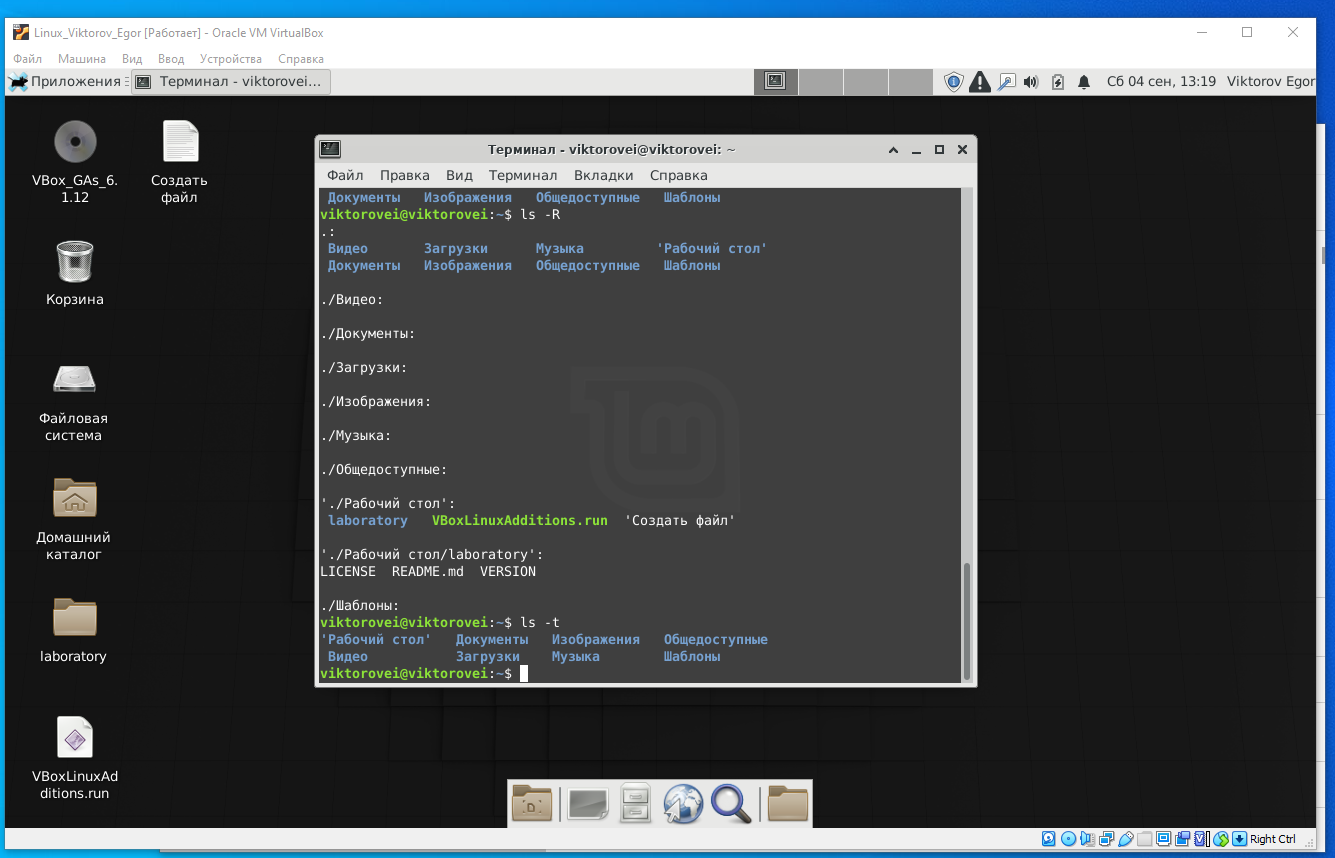 Linux_Viktorov_Egor [Работает] - Oracle VM VirtualBox
Файл Машина Вид Ввод Устройства Справка
Приложения Терминал - viktorovei... Сб 04 сен, 13:19 Viktorov Egor
VBox_GAs_6.
1.12
Создать
файл
Корзина
Файловая
система
Домашний
каталог
laboratory
VBoxLinuxAd
ditions.run
Терминал - viktorovei@viktorovei: ~
Файл Правка Вид Терминал Вкладки Справка
Документы Изображения Общедоступные Шаблоны
viktorovei@viktorovei:~$ ls -R
.:
Видео Загрузки Музыка 'Рабочий стол'
Документы Изображения Общедоступные Шаблоны
./Видео:
./Документы:
./Загрузки:
./Изображения:
./Музыка:
./Общедоступные:
'./Рабочий стол':
laboratory VBoxLinuxAdditions.run 'Создать файл'
'./Рабочий стол/laboratory':
LICENSE README.md VERSION
./Шаблоны:
viktorovei@viktorovei:~$ ls -t
'Рабочий стол' Документы Изображения Общедоступные
Видео Загрузки Музыка Шаблоны
viktorovei@viktorovei:~$
Right Ctrl